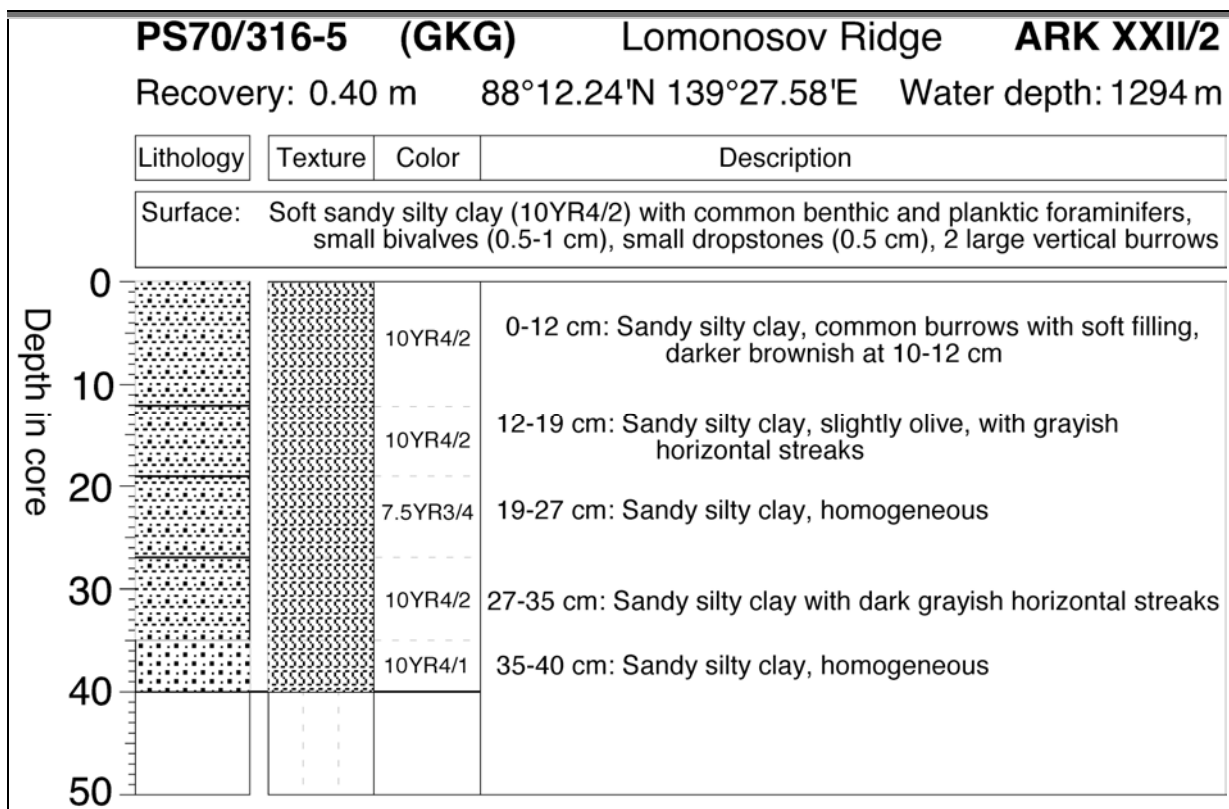 PS70/316-5 (GKG) Lomonosov Ridge ARK XXII/2
Recovery: 0.40 m 88°12.24'N 139°27.58'E Water depth: 1294 m
Lithology Texture Color Description
Surface: Soft sandy silty clay (10YR4/2) with common benthic and planktic foraminifers,
small bivalves (0.5-1 cm), small dropstones (0.5 cm), 2 large vertical burrows
Depth in core
0
10YR4/2 0-12 cm: Sandy silty clay, common burrows with soft filling,
darker brownish at 10-12 cm
10
10YR4/2 12-19 cm: Sandy silty clay, slightly olive, with grayish
horizontal streaks
20
7.5YR3/4 19-27 cm: Sandy silty clay, homogeneous
30
10YR4/2 27-35 cm: Sandy silty clay with dark grayish horizontal streaks
10YR4/1 35-40 cm: Sandy silty clay, homogeneous
40
50